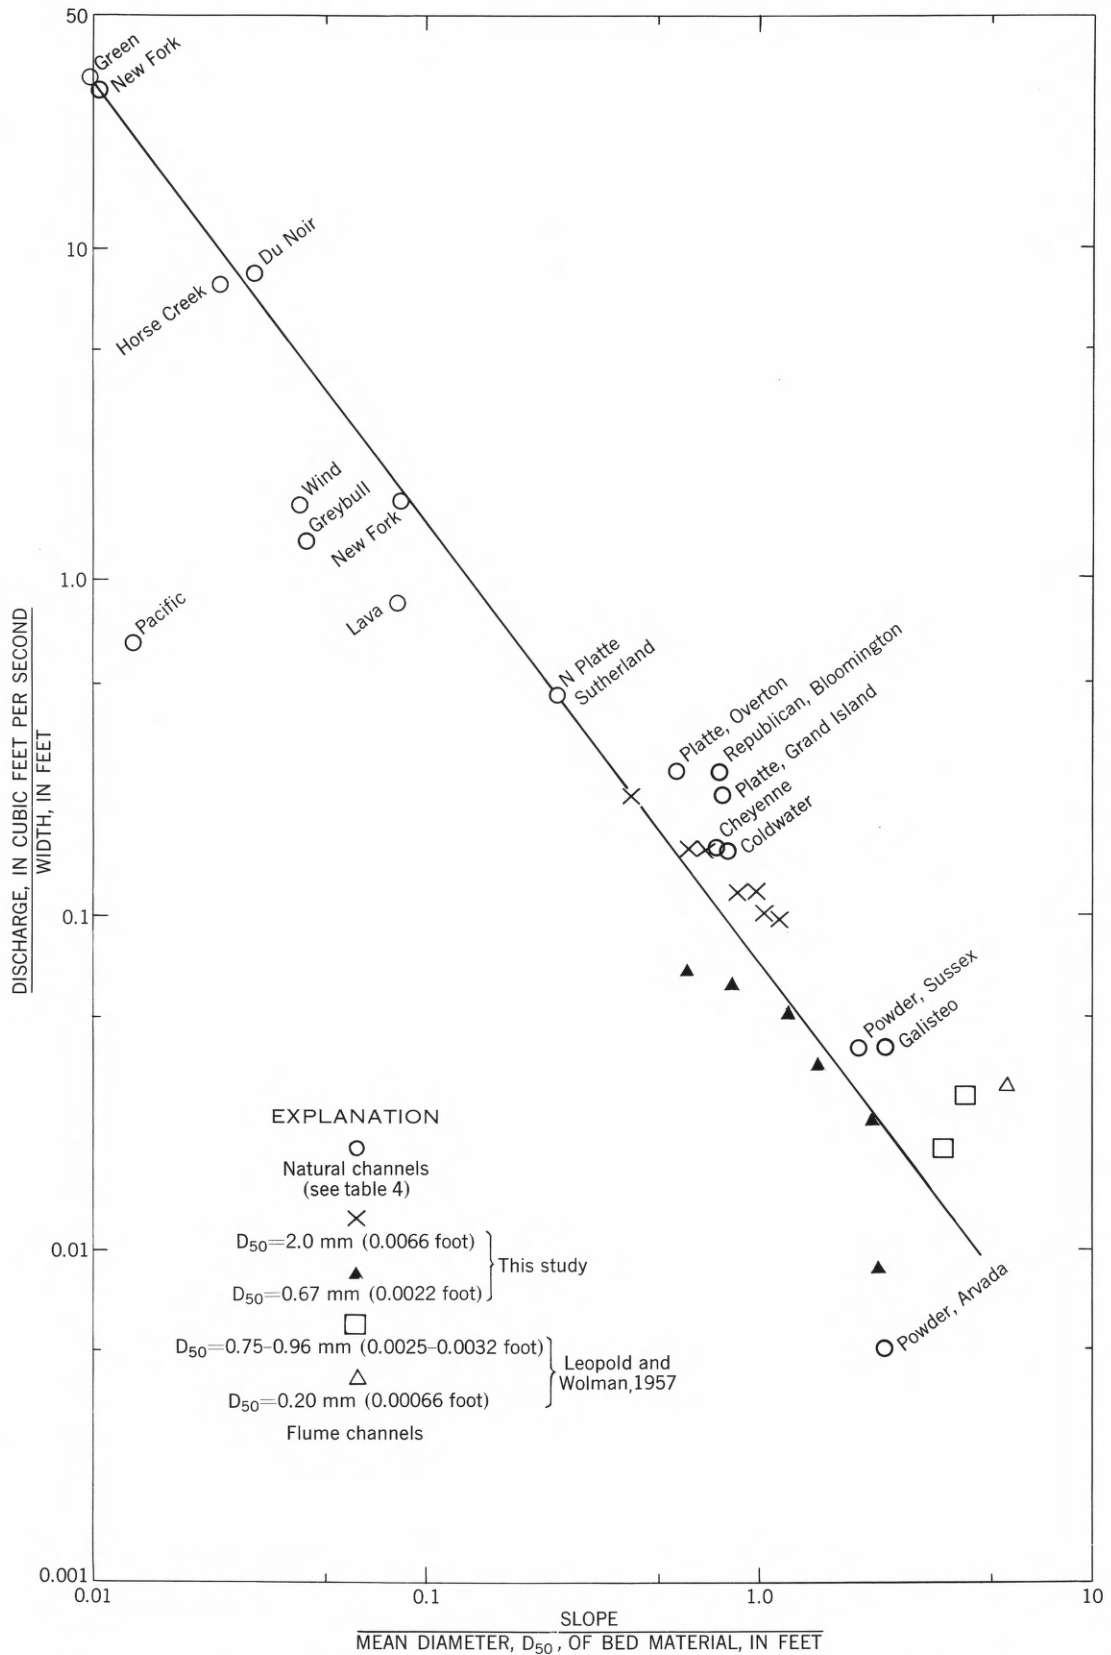 50
Green
New Fork
10
Du Noir
Horse Creek
Wind
Greybull
New Fork
1.0
Lava
Pacific
N Platte
Sutherland
Platte, Overton
Republican, Bloomington
Platte, Grand Island
Cheyenne
Coldwater
0.1
Powder, Sussex
Galisteo
DISCHARGE, IN CUBIC FEET PER SECOND
WIDTH, IN FEET
EXPLANATION
Natural channels
(see table 4)
D50=2.0 mm (0.0066 foot)
This study
D50=0.67 mm (0.0022 foot)
D50=0.75-0.96 mm (0.0025-0.0032 foot)
Leopold and
Wolman,1957
D50=0.20 mm (0.00066 foot)
Flume channels
0.01
Powder, Arvada
0.001
0.01
0.1
1.0
10
SLOPE
MEAN DIAMETER, D50, OF BED MATERIAL, IN FEET